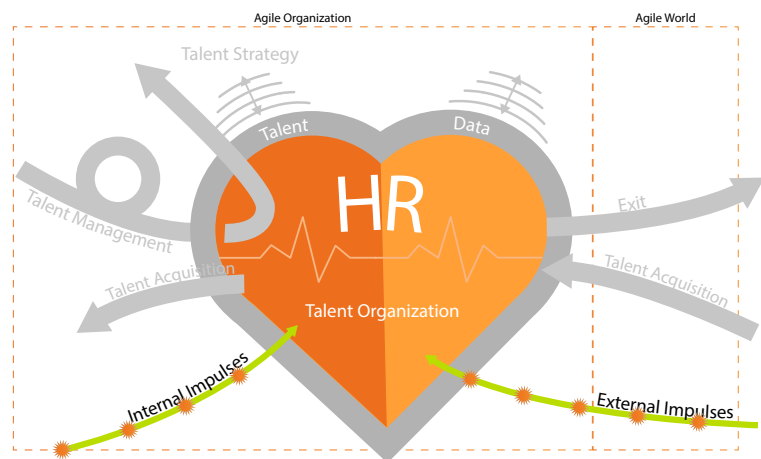 Agile Organization
Agile World
Talent Strategy
Talent
Data
HR
Talent Management
Exit
Talent Acquisition
Talent Acquisition
Talent Organization
Internal Impulses
External Impulses